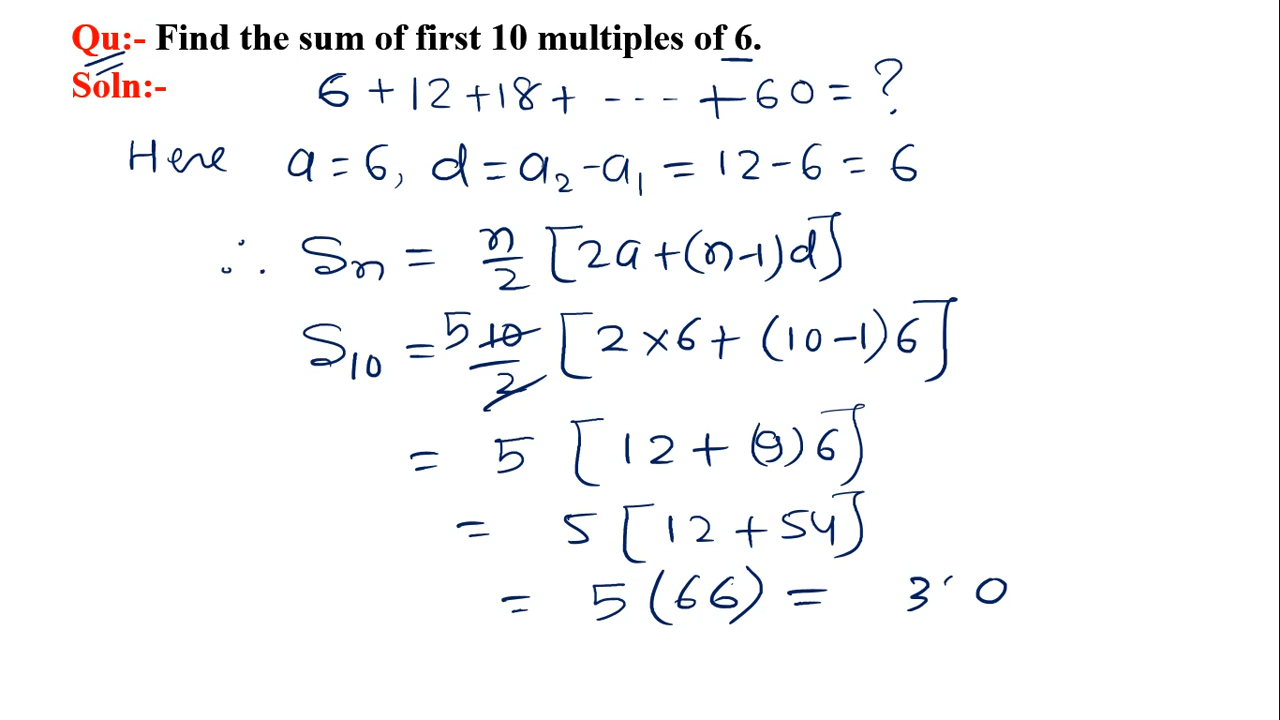 Qu:- Find the sum of first 10 multiples of 6.
Soln:- 6 + 12 + 18 + ---- + 60 = ?
Here a = 6, d = a₂ - a₁ = 12 - 6 = 6
∴ Sₙ = n/2 [2a + (n-1)d]
S₁₀ = 5 10/2 [2 × 6 + (10-1)6]
= 5 [12 + (9)6]
= 5 [12 + 54]
= 5 (66) =